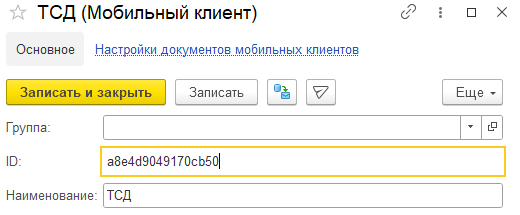 ТСД (Мобильный клиент)
Основное Настройки документов мобильных клиентов
Записать и закрыть Записать Еще
Группа:
ID: a8e4d9049170cb50
Наименование: ТСД